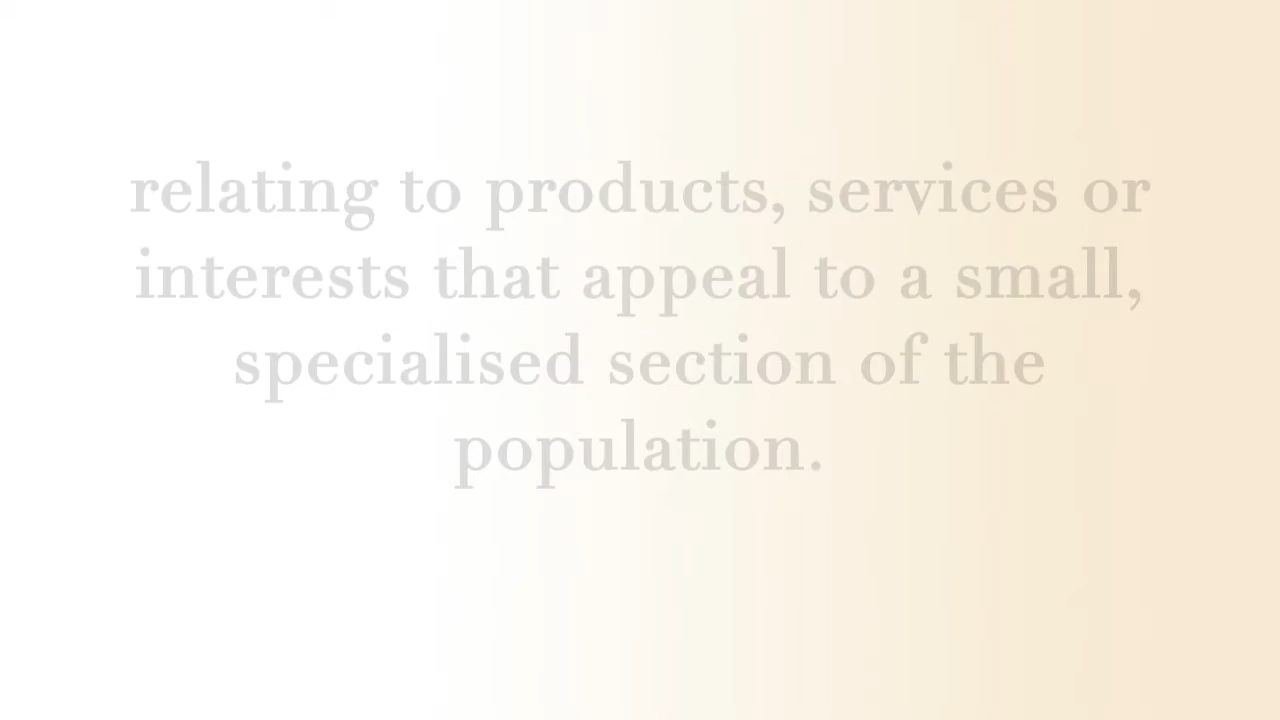 relating to products, services or
interests that appeal to a small,
specialised section of the
population.